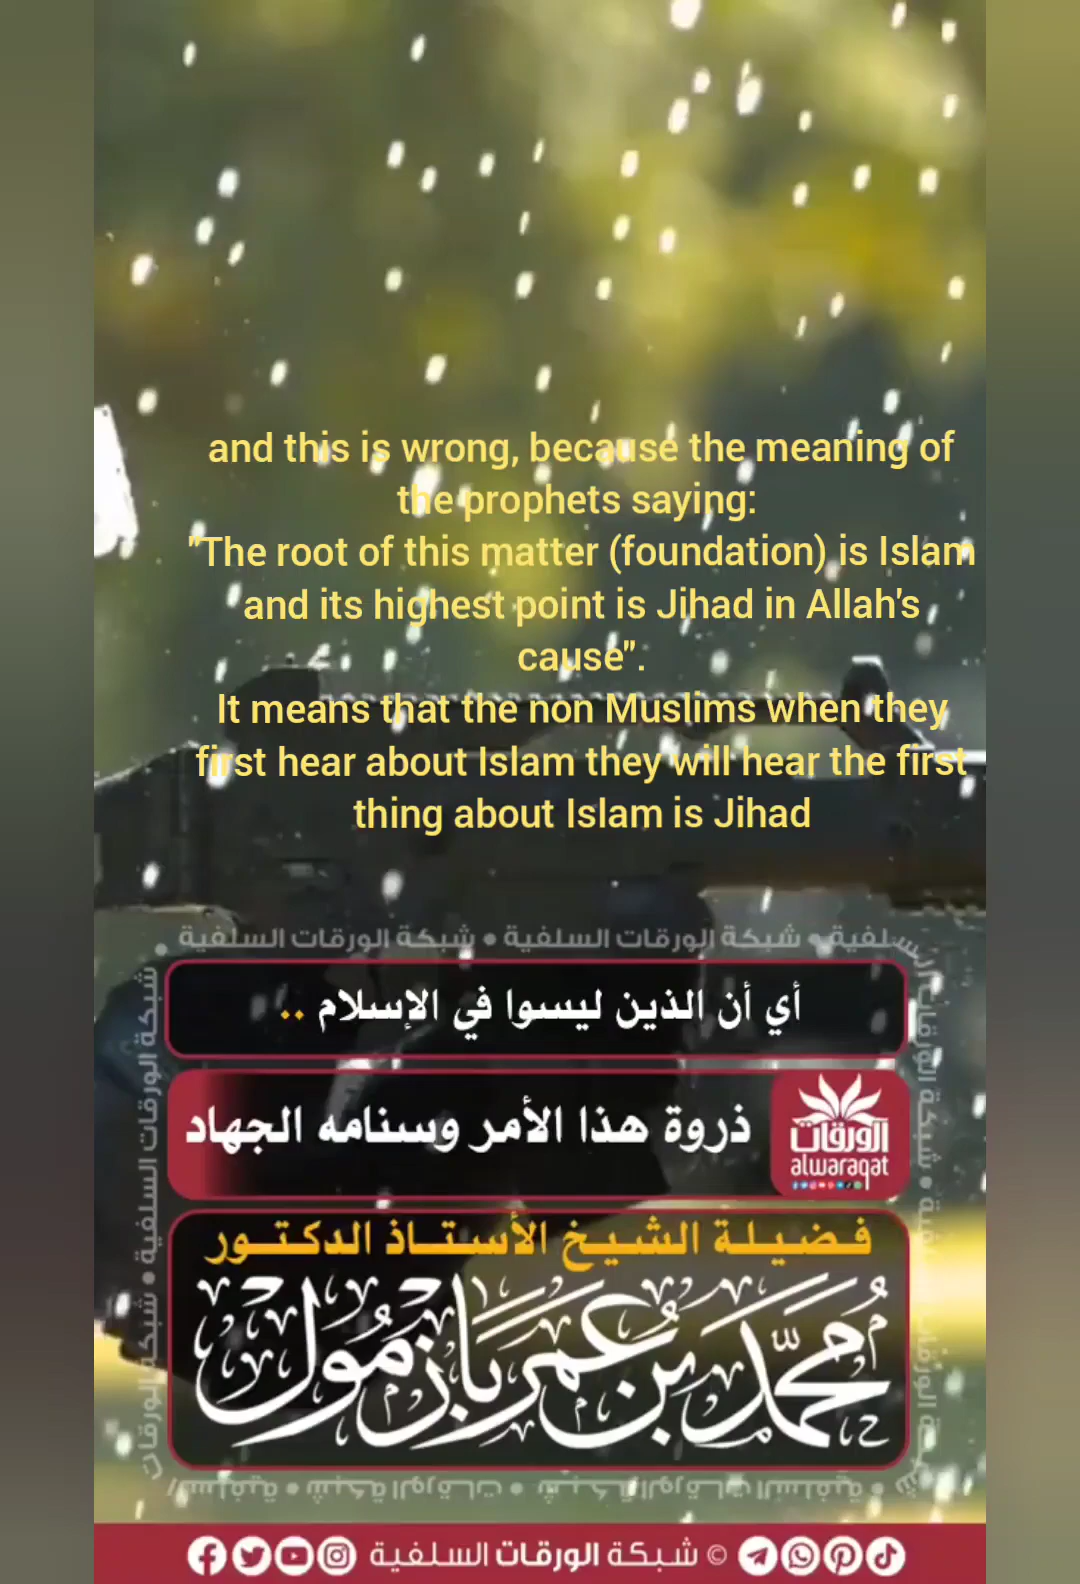 and this is wrong, because the meaning of
the prophets saying:
"The root of this matter (foundation) is Islam
and its highest point is Jihad in Allah's
cause".
It means that the non Muslims when they
first hear about Islam they will hear the first
thing about Islam is Jihad
شبكة الورقات السلفية • شبكة الورقات السلفية
أي أن الذين ليسوا في الإسلام ..
ذروة هذا الأمر وسنامه الجهاد
الورقات
alwaraqat
فضيلة الشيخ الأستاذ الدكتور
محمد بن عمر بازمول
شبكة الورقات السلفية ©